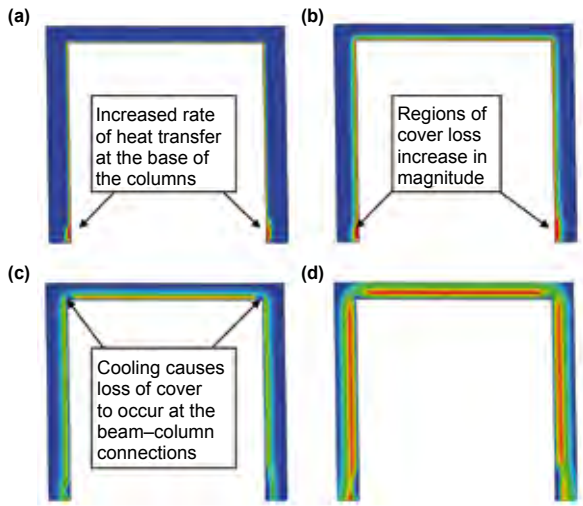 (a)
Increased rate
of heat transfer
at the base of
the columns
(b)
Regions of
cover loss
increase in
magnitude
(c)
Cooling causes
loss of cover
to occur at the
beam–column
connections
(d)